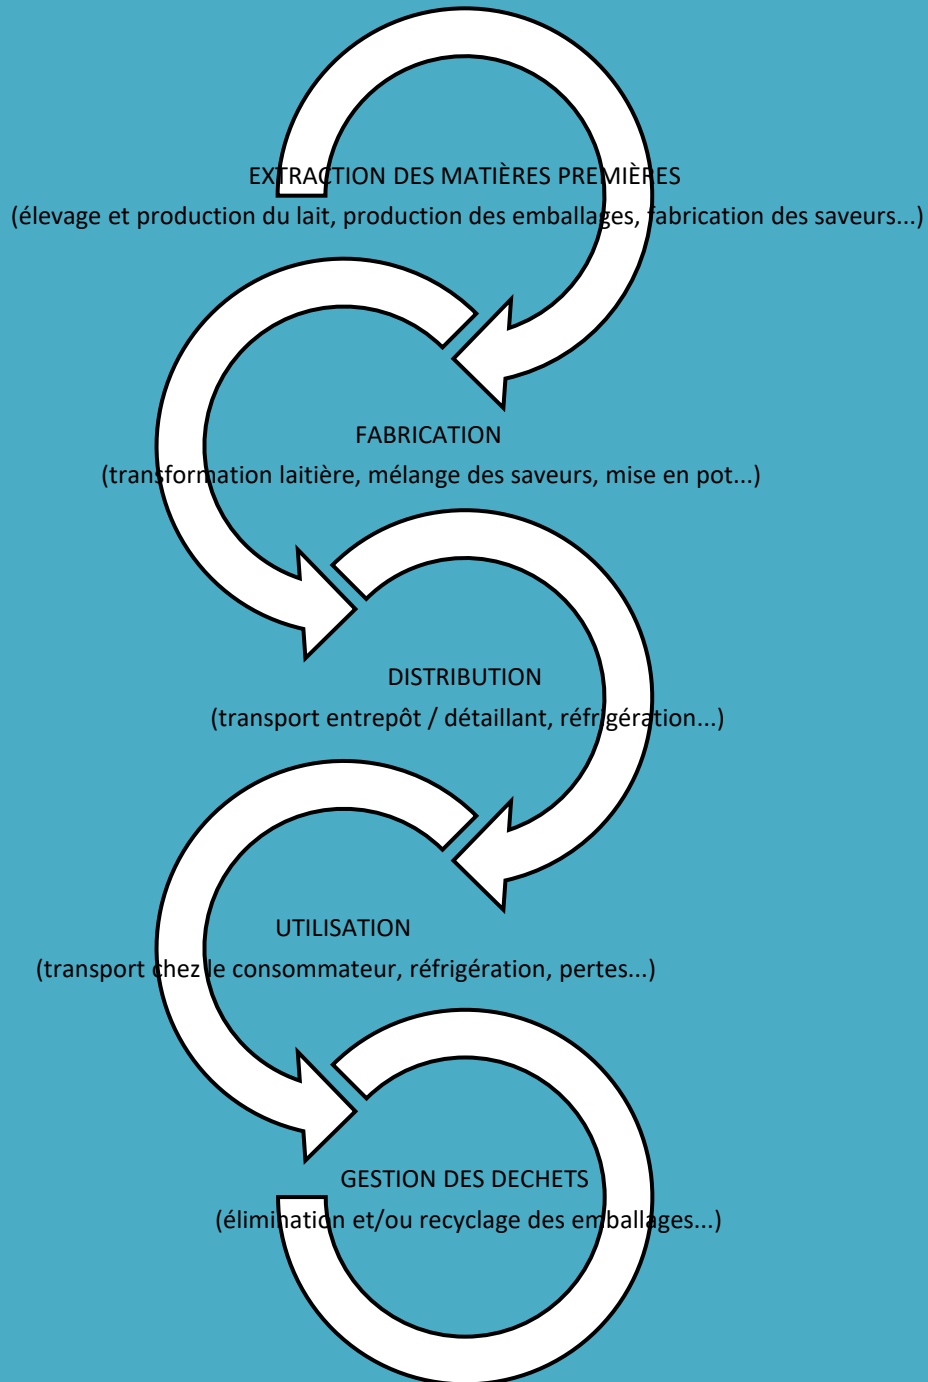 EXTRACTION DES MATIÈRES PREMIÈRES
(élevage et production du lait, production des emballages, fabrication des saveurs...)
FABRICATION
(transformation laitière, mélange des saveurs, mise en pot...)
DISTRIBUTION
(transport entrepôt / détaillant, réfrigération...)
UTILISATION
(transport chez le consommateur, réfrigération, pertes...)
GESTION DES DECHETS
(élimination et/ou recyclage des emballages...)